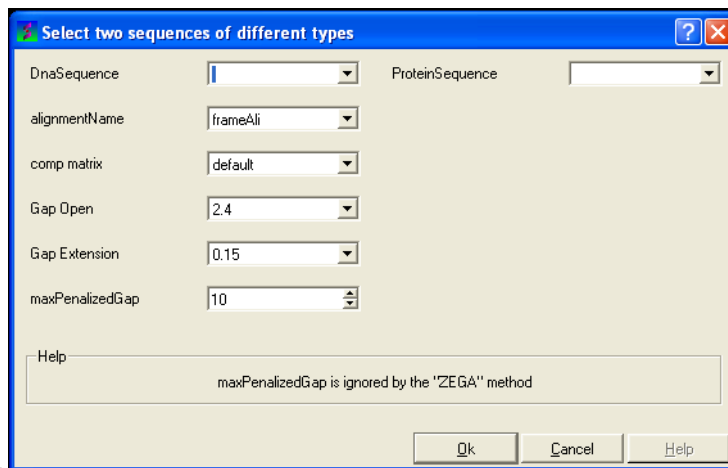 Select two sequences of different types
DnaSequence ProteinSequence
alignmentName frameAli
comp matrix default
Gap Open 2.4
Gap Extension 0.15
maxPenalizedGap 10
Help
maxPenalizedGap is ignored by the "ZEGA" method
Ok Cancel Help